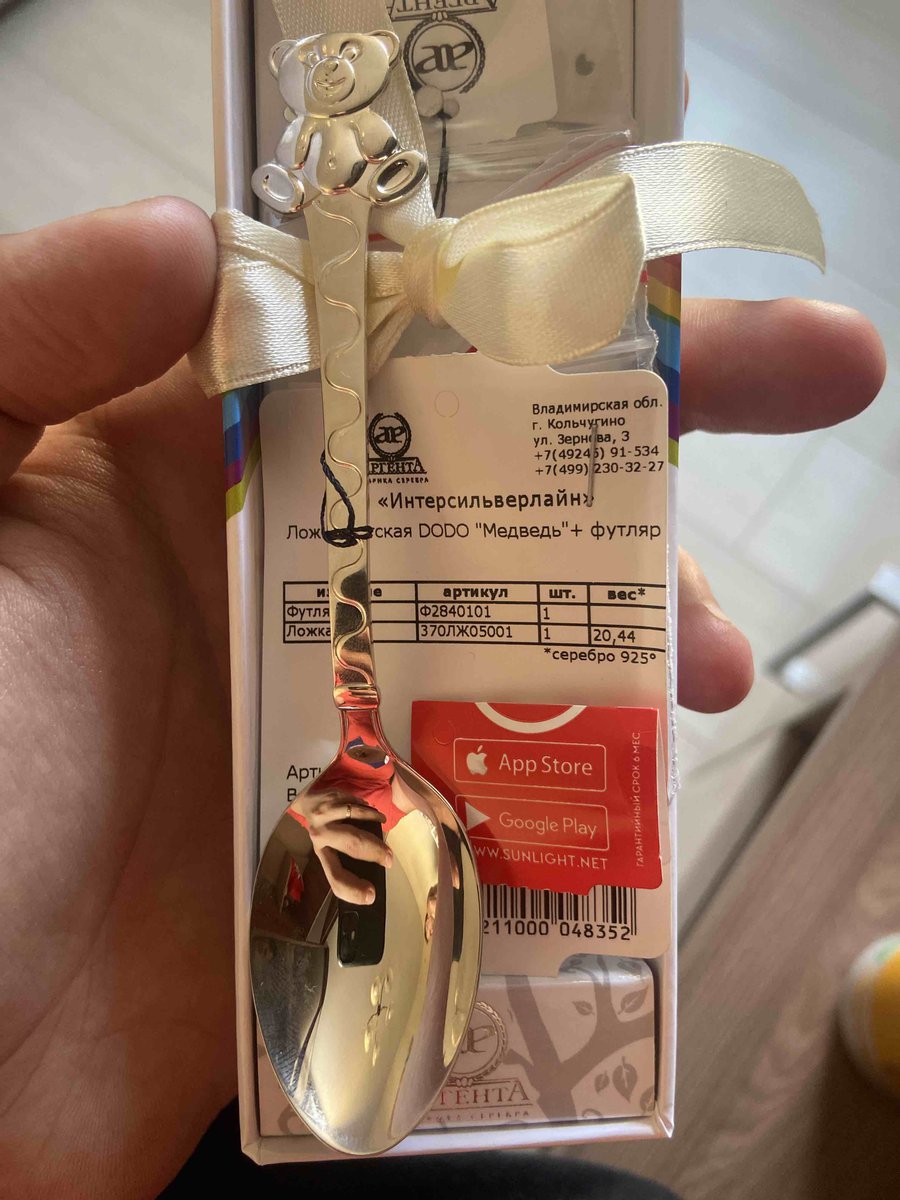 АРГЕНТА
Владимирская обл.
г. Кольчугино
ул. Зернова, 3
+7(49245) 91-534
+7(499) 230-32-27
«Интерсильверлайн»
DODO "Медведь"+ футляр
артикул шт. вес*
Ф2840101 1
Ложка 370ЛЖ05001 1 20,44
*серебро 925°
App Store
Google Play
WWW.SUNLIGHT.NET
ГАРАНТИЙНЫЙ СРОК 6 МЕС
211000 048352